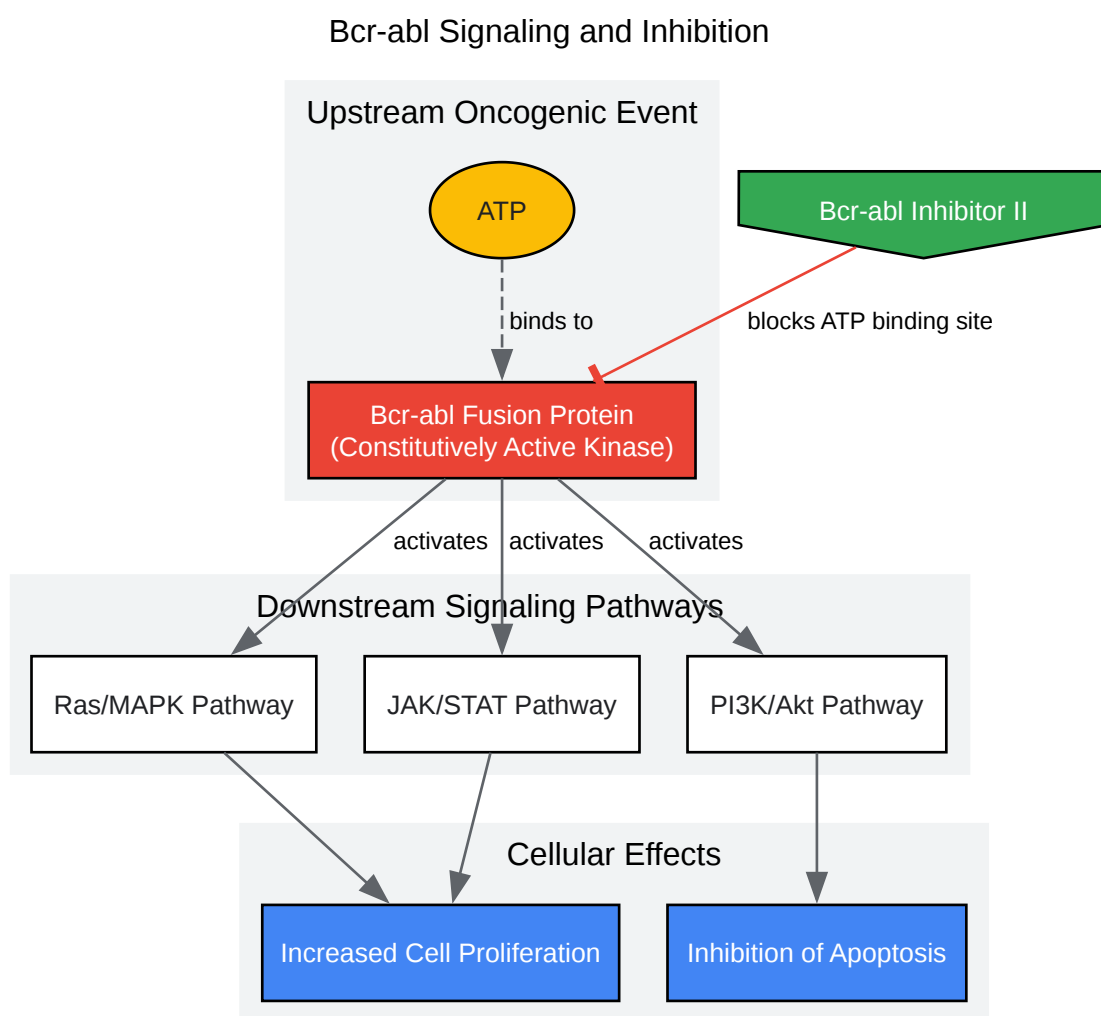 Bcr-abl Signaling and Inhibition
Upstream Oncogenic Event
ATP
Bcr-abl Inhibitor II
binds to
blocks ATP binding site
Bcr-abl Fusion Protein
(Constitutively Active Kinase)
activates
activates
activates
Downstream Signaling Pathways
Ras/MAPK Pathway
JAK/STAT Pathway
PI3K/Akt Pathway
Cellular Effects
Increased Cell Proliferation
Inhibition of Apoptosis